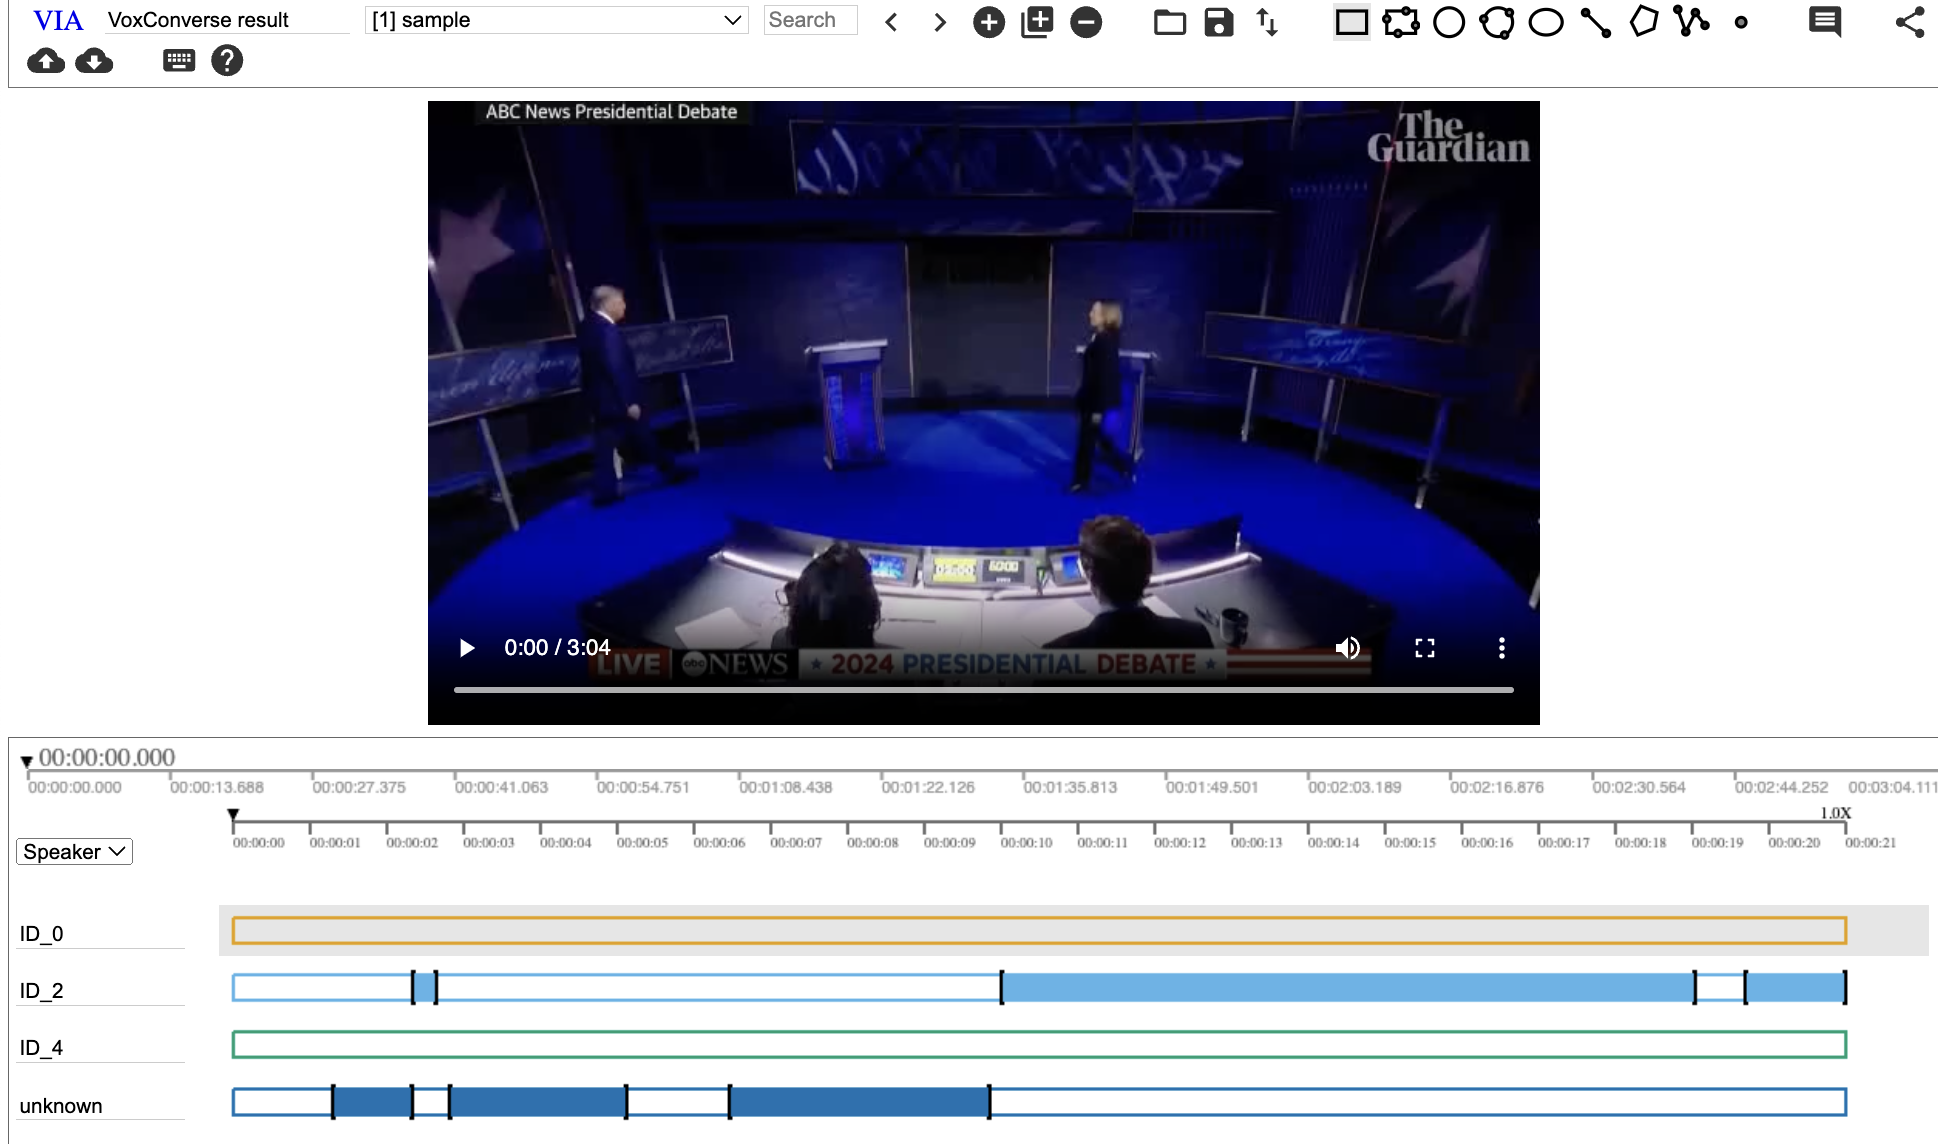 VIA VoxConverse result [1] sample Search
ABC News Presidential Debate
The
Guardian
60:00
0:00 / 3:04
LIVE abc NEWS ★ 2024 PRESIDENTIAL DEBATE ★
00:00:00.000
00:00:00.000 00:00:13.688 00:00:27.375 00:00:41.063 00:00:54.751 00:01:08.438 00:01:22.126 00:01:35.813 00:01:49.501 00:02:03.189 00:02:16.876 00:02:30.564 00:02:44.252 00:03:04.111
1.0X
00:00:00 00:00:01 00:00:02 00:00:03 00:00:04 00:00:05 00:00:06 00:00:07 00:00:08 00:00:09 00:00:10 00:00:11 00:00:12 00:00:13 00:00:14 00:00:15 00:00:16 00:00:17 00:00:18 00:00:19 00:00:20 00:00:21
Speaker
ID_0
ID_2
ID_4
unknown